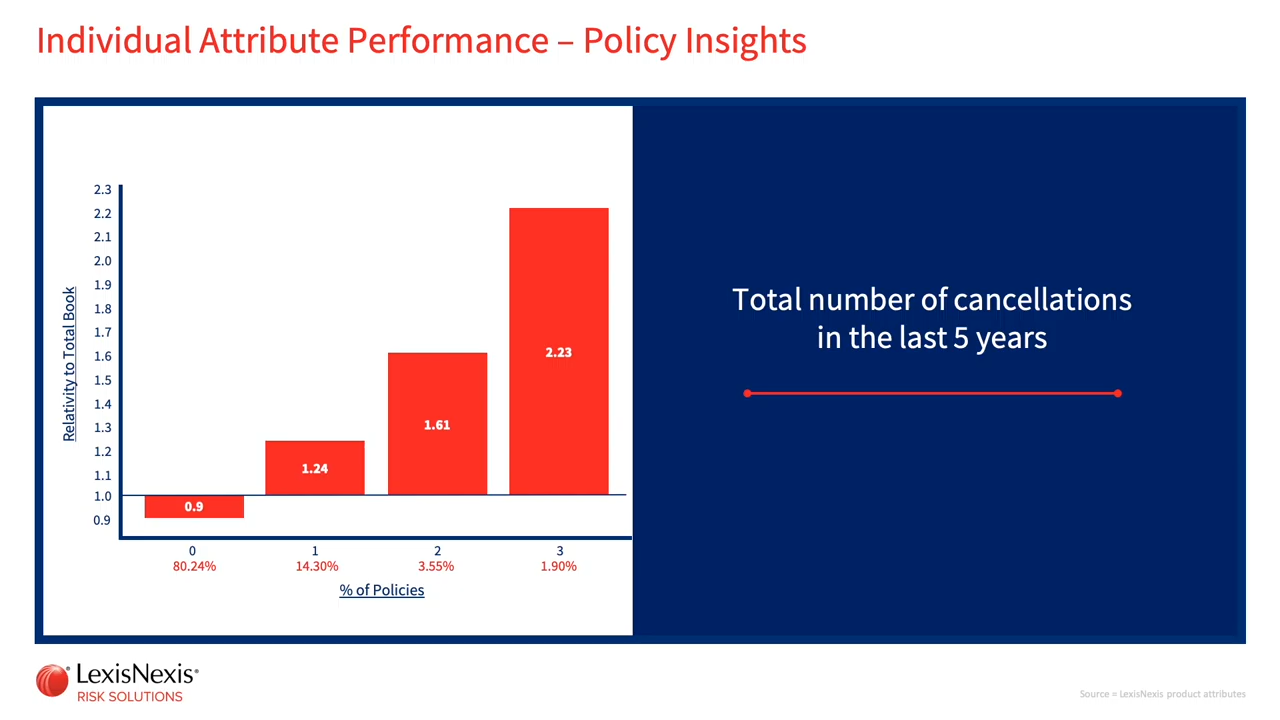 Individual Attribute Performance – Policy Insights
2.3
2.2
2.1
2.0
1.9
1.8
1.7
1.6
1.5
1.4
1.3
1.2
1.1
1.0
0.9
Relativity to Total Book
0.9
1.24
1.61
2.23
0 1 2 3
80.24% 14.30% 3.55% 1.90%
% of Policies
Total number of cancellations
in the last 5 years
LexisNexis®
RISK SOLUTIONS
Source = LexisNexis product attributes